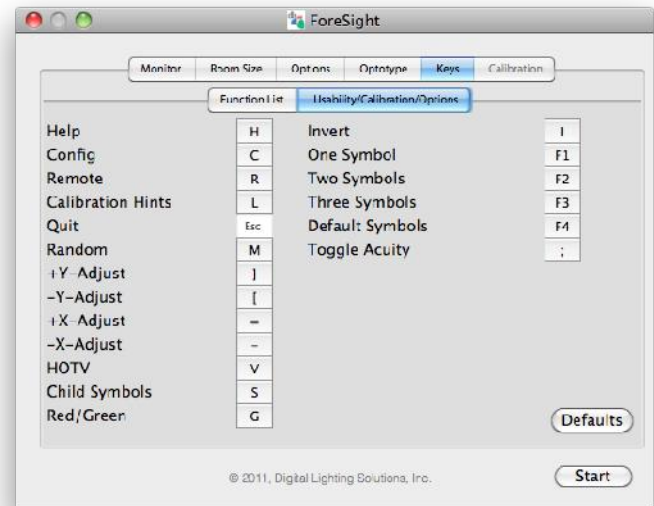 ForeSight
Monitor Room Size Options Optotype Keys Calibration
Function List Usability/Calibration/Options
Help H Invert I
Config C One Symbol F1
Remote R Two Symbols F2
Calibration Hints L Three Symbols F3
Quit Esc Default Symbols F4
Random M Toggle Acuity ;
+Y-Adjust ]
-Y-Adjust [
+X-Adjust =
-X-Adjust -
HOTV V
Child Symbols S
Red/Green G
Defaults
© 2011, Digital Lighting Solutions, Inc.
Start